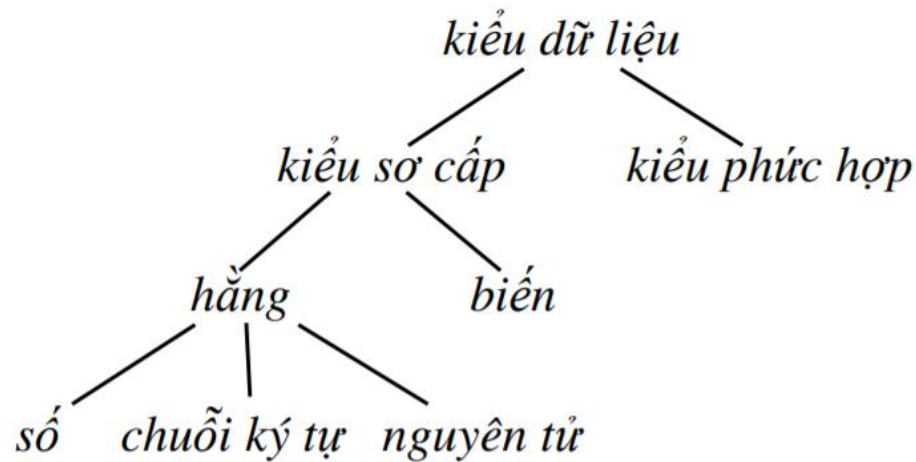 kiểu dữ liệu
kiểu sơ cấp kiểu phức hợp
hằng biến
số chuỗi ký tự nguyên tử